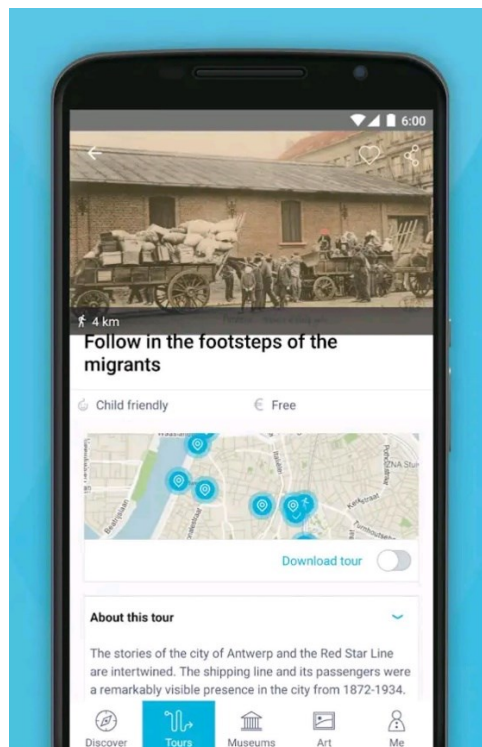 6:00
4 km
Follow in the footsteps of the
migrants
Child friendly
€ Free
Download tour
About this tour
The stories of the city of Antwerp and the Red Star Line
are intertwined. The shipping line and its passengers were
a remarkably visible presence in the city from 1872-1934.
Discover
Tours
Museums
Art
Me